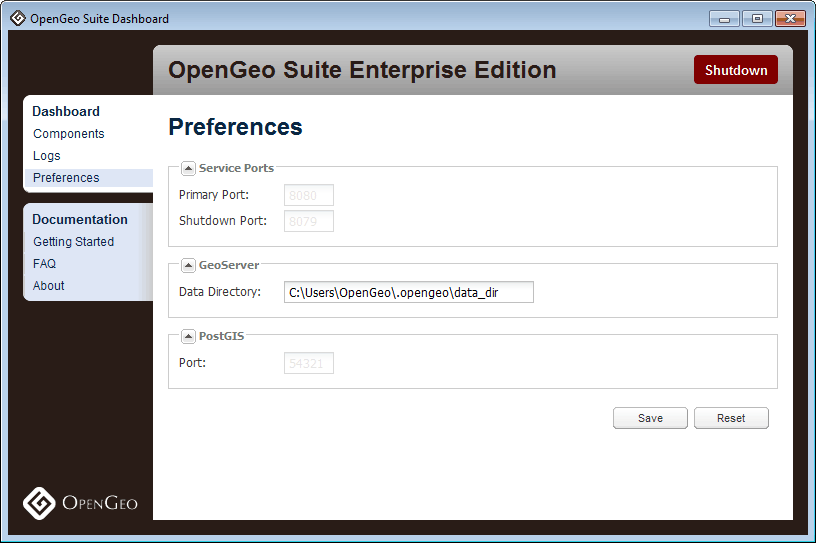 OpenGeo Suite Dashboard
OpenGeo Suite Enterprise Edition
Shutdown
Dashboard
Components
Logs
Preferences
Documentation
Getting Started
FAQ
About
OpenGeo
Preferences
Service Ports
Primary Port: 8080
Shutdown Port: 8079
GeoServer
Data Directory: C:\Users\OpenGeo\.opengeo\data_dir
PostGIS
Port: 54321
Save Reset